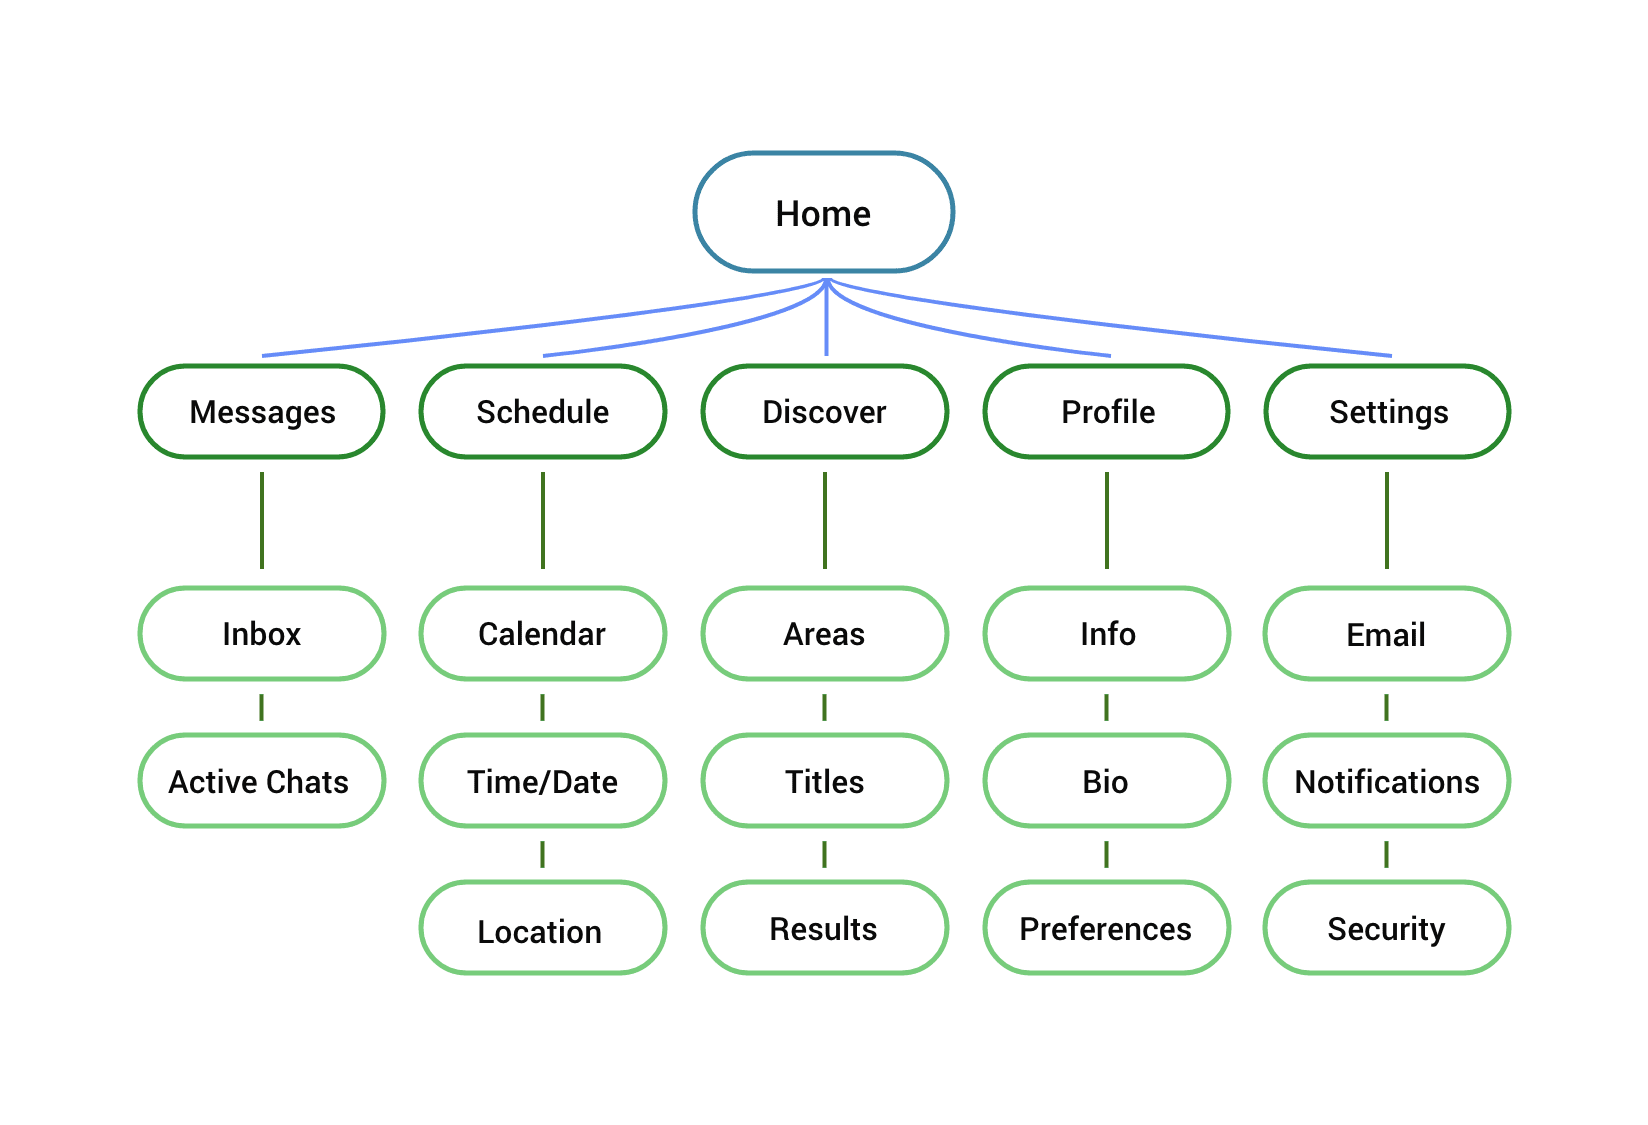 Home
Messages
Schedule
Discover
Profile
Settings
Inbox
Calendar
Areas
Info
Email
Active Chats
Time/Date
Titles
Bio
Notifications
Location
Results
Preferences
Security